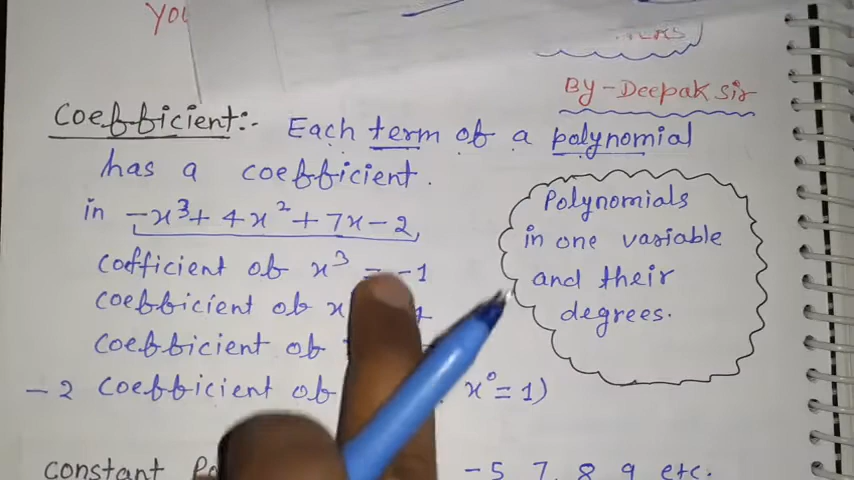 BY-Deepak Sir
Coefficient:- Each term of a polynomial
has a coefficient.
in -x³+ 4x²+7x-2
Polynomials
in one variable
and their
degrees.
cofficient of x³ = -1
coefficient of x
coefficient of
-2 coefficient of x⁰=1)
constant -5 7, 8 9 etc.